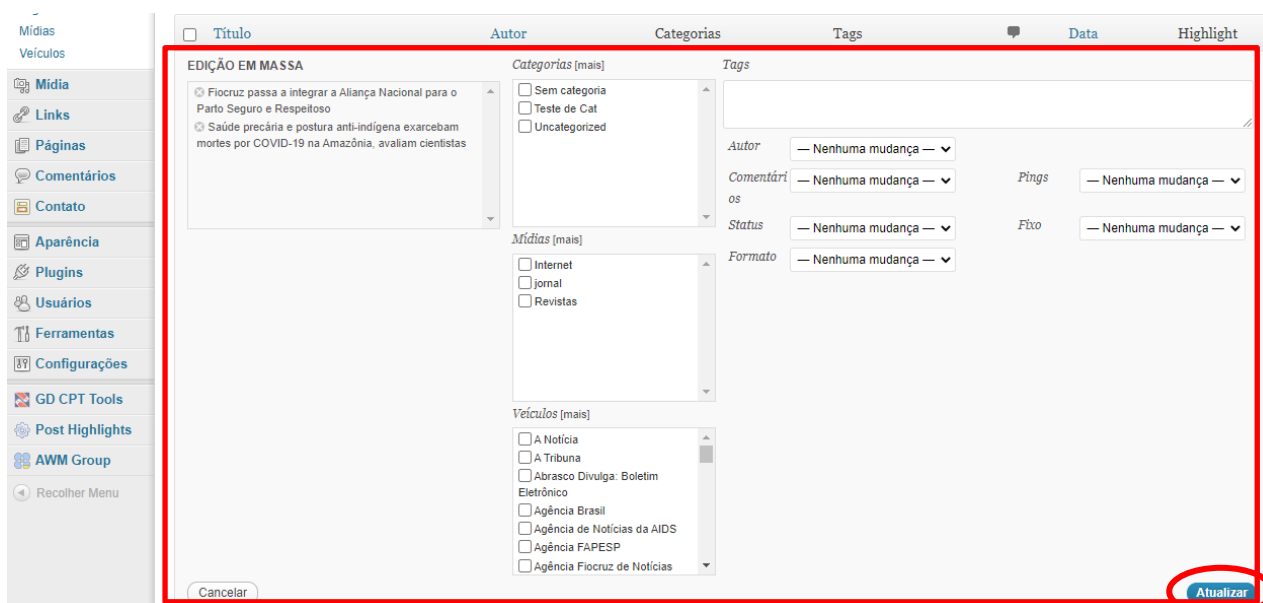 Mídias
Veículos
Mídia
Links
Páginas
Comentários
Contato
Aparência
Plugins
Usuários
Ferramentas
Configurações
GD CPT Tools
Post Highlights
AWM Group
Recolher Menu
Título Autor Categorias Tags Data Highlight
EDIÇÃO EM MASSA
Fiocruz passa a integrar a Aliança Nacional para o
Parto Seguro e Respeitoso
Saúde precária e postura anti-indígena exarcebam
mortes por COVID-19 na Amazônia, avaliam cientistas
Categorias [mais]
Sem categoria
Teste de Cat
Uncategorized
Mídias [mais]
Internet
jornal
Revistas
Veículos [mais]
A Notícia
A Tribuna
Abrasco Divulga: Boletim
Eletrônico
Agência Brasil
Agência de Notícias da AIDS
Agência FAPESP
Agência Fiocruz de Notícias
Tags
Autor — Nenhuma mudança —
Comentári — Nenhuma mudança — Pings — Nenhuma mudança —
os
Status — Nenhuma mudança — Fixo — Nenhuma mudança —
Formato — Nenhuma mudança —
Cancelar Atualizar